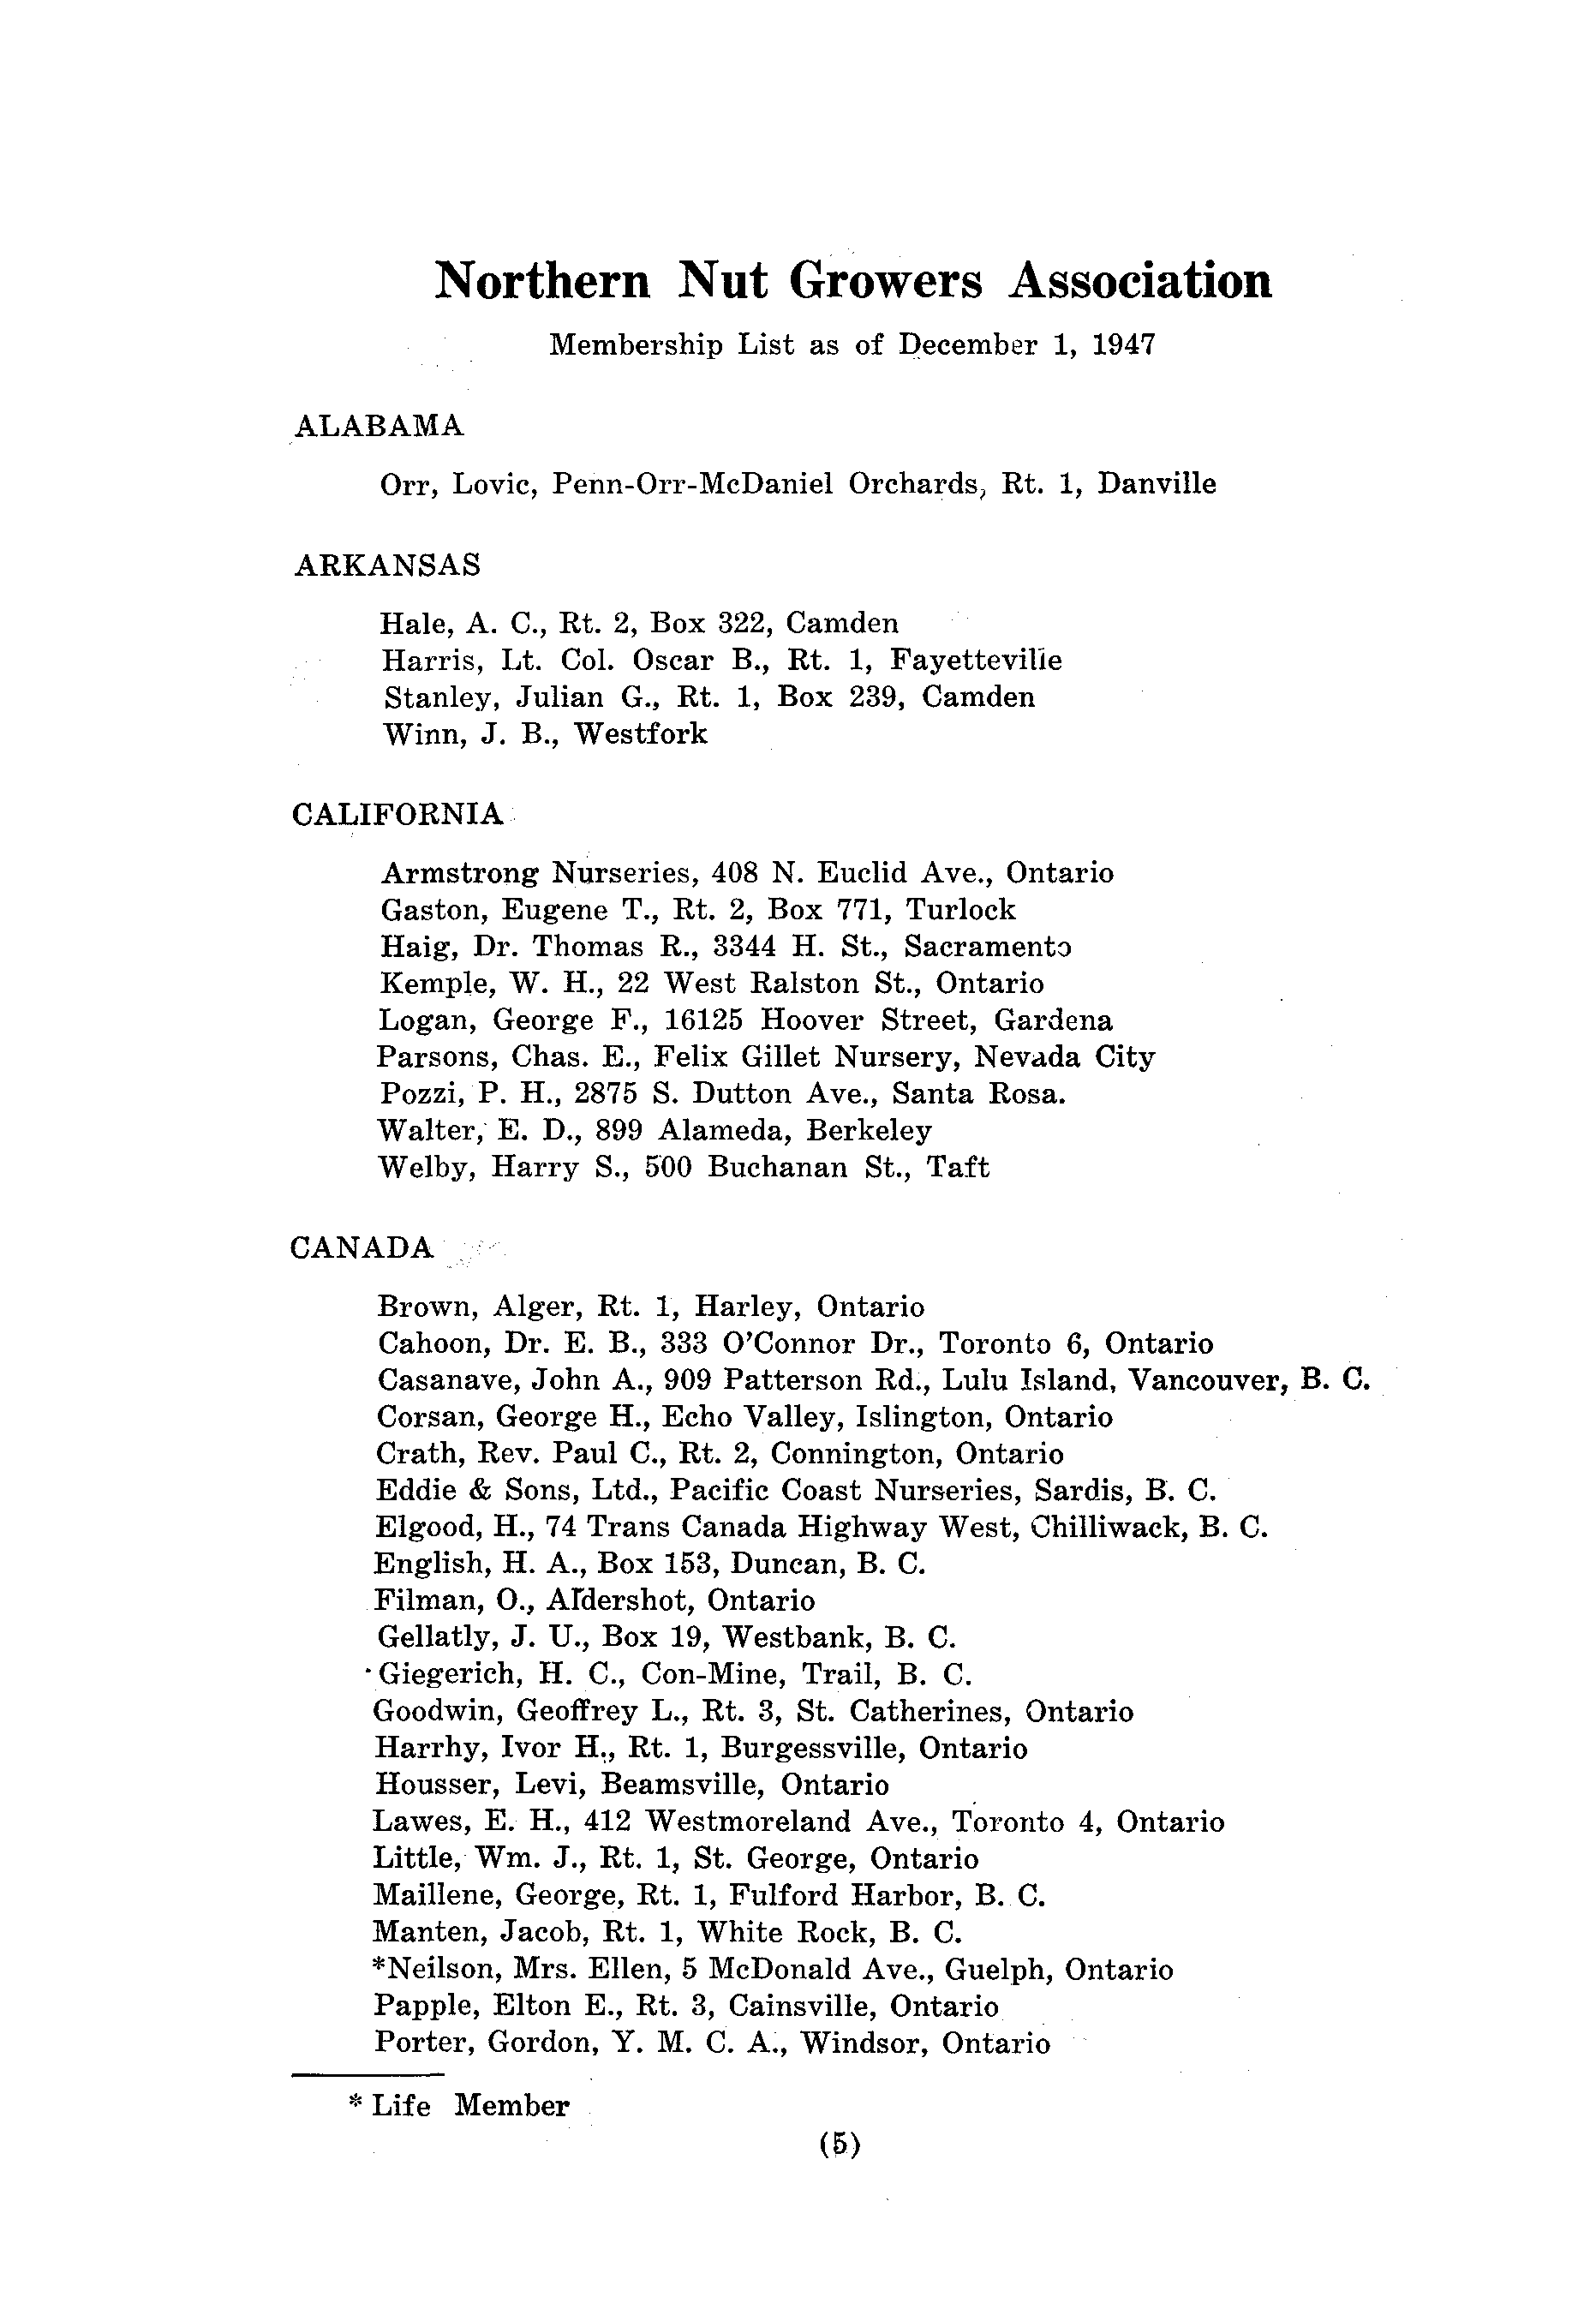 Northern Nut Growers Association
Membership List as of December 1, 1947
ALABAMA
Orr, Lovic, Penn-Orr-McDaniel Orchards, Rt. 1, Danville
ARKANSAS
Hale, A. C., Rt. 2, Box 322, Camden
Harris, Lt. Col. Oscar B., Rt. 1, Fayetteville
Stanley, Julian G., Rt. 1, Box 239, Camden
Winn, J. B., Westfork
CALIFORNIA
Armstrong Nurseries, 408 N. Euclid Ave., Ontario
Gaston, Eugene T., Rt. 2, Box 771, Turlock
Haig, Dr. Thomas R., 3344 H. St., Sacramento
Kemple, W. H., 22 West Ralston St., Ontario
Logan, George F., 16125 Hoover Street, Gardena
Parsons, Chas. E., Felix Gillet Nursery, Nevada City
Pozzi, P. H., 2875 S. Dutton Ave., Santa Rosa.
Walter, E. D., 899 Alameda, Berkeley
Welby, Harry S., 500 Buchanan St., Taft
CANADA
Brown, Alger, Rt. 1, Harley, Ontario
Cahoon, Dr. E. B., 333 O'Connor Dr., Toronto 6, Ontario
Casanave, John A., 909 Patterson Rd., Lulu Island, Vancouver, B. C.
Corsan, George H., Echo Valley, Islington, Ontario
Crath, Rev. Paul C., Rt. 2, Connington, Ontario
Eddie & Sons, Ltd., Pacific Coast Nurseries, Sardis, B. C.
Elgood, H., 74 Trans Canada Highway West, Chilliwack, B. C.
English, H. A., Box 153, Duncan, B. C.
Filman, O., Aldershot, Ontario
Gellatly, J. U., Box 19, Westbank, B. C.
Giegerich, H. C., Con-Mine, Trail, B. C.
Goodwin, Geoffrey L., Rt. 3, St. Catherines, Ontario
Harrhy, Ivor H., Rt. 1, Burgessville, Ontario
Housser, Levi, Beamsville, Ontario
Lawes, E. H., 412 Westmoreland Ave., Toronto 4, Ontario
Little, Wm. J., Rt. 1, St. George, Ontario
Maillene, George, Rt. 1, Fulford Harbor, B. C.
Manten, Jacob, Rt. 1, White Rock, B. C.
*Neilson, Mrs. Ellen, 5 McDonald Ave., Guelph, Ontario
Papple, Elton E., Rt. 3, Cainsville, Ontario
Porter, Gordon, Y. M. C. A., Windsor, Ontario
* Life Member
(5)